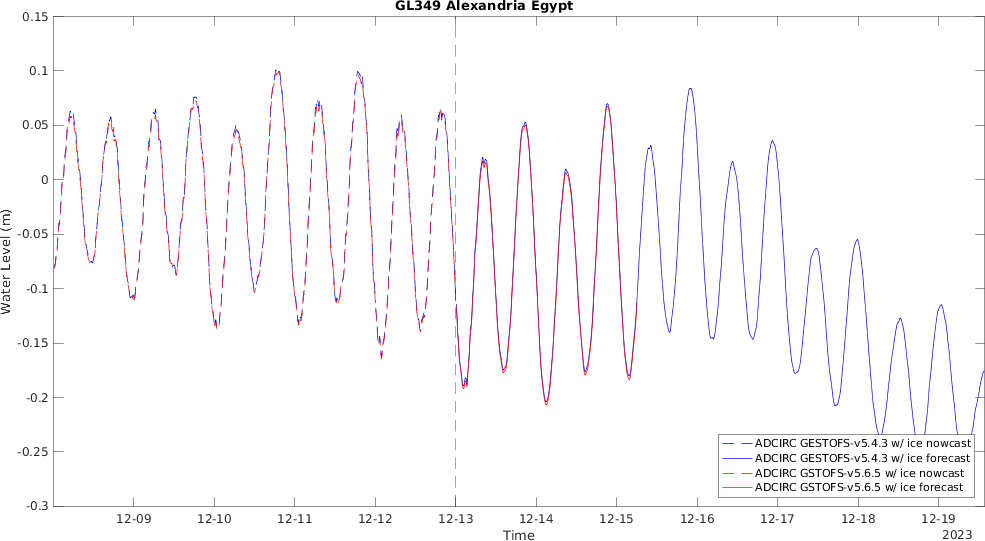 GL349 Alexandria Egypt
0.15
0.1
0.05
0
-0.05
-0.1
-0.15
-0.2
-0.25
-0.3
Water Level (m)
ADCIRC GESTOFS-v5.4.3 w/ ice nowcast
ADCIRC GESTOFS-v5.4.3 w/ ice forecast
ADCIRC GSTOFS-v5.6.5 w/ ice nowcast
ADCIRC GSTOFS-v5.6.5 w/ ice forecast
12-09 12-10 12-11 12-12 12-13 12-14 12-15 12-16 12-17 12-18 12-19
Time
2023